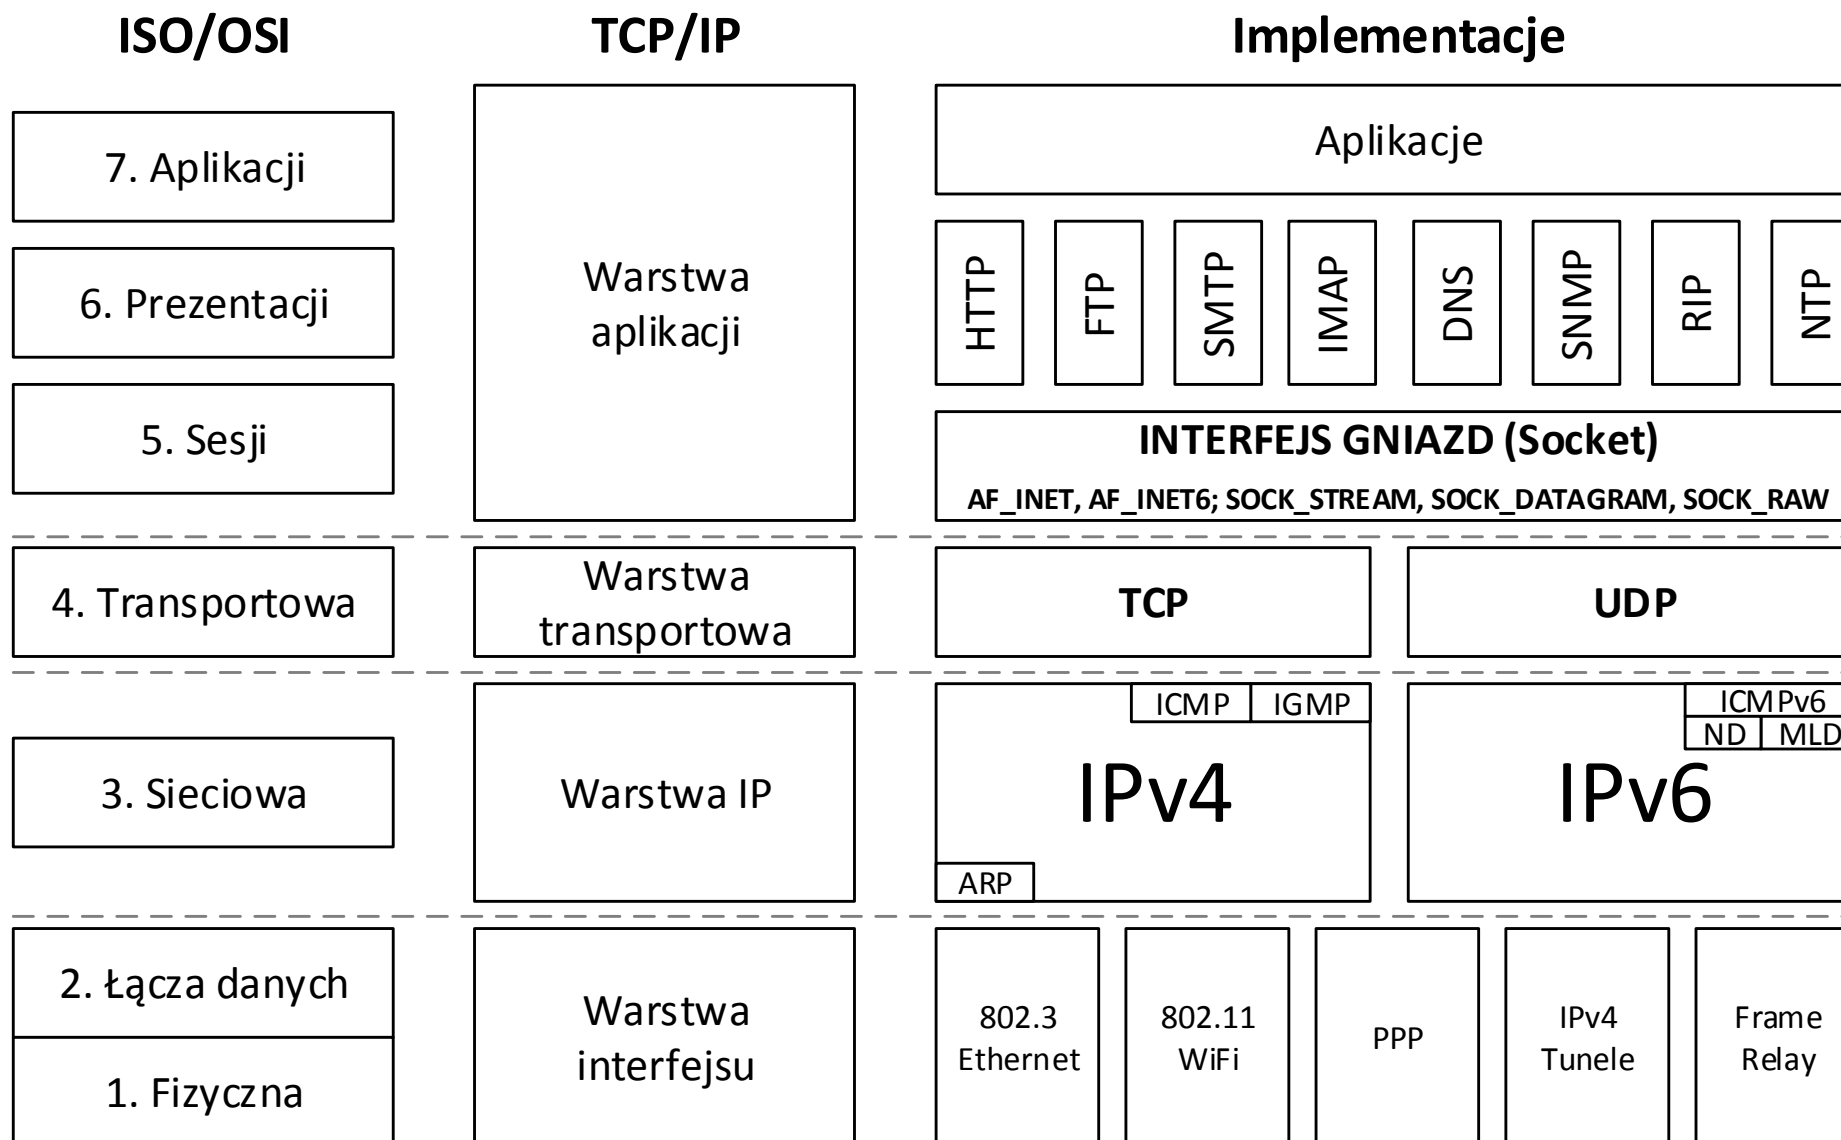 ISO/OSI
TCP/IP
Implementacje
7. Aplikacji
6. Prezentacji
5. Sesji
Warstwa
aplikacji
Aplikacje
HTTP
FTP
SMTP
IMAP
DNS
SNMP
RIP
NTP
INTERFEJS GNIAZD (Socket)
AF_INET, AF_INET6; SOCK_STREAM, SOCK_DATAGRAM, SOCK_RAW
4. Transportowa
Warstwa
transportowa
TCP
UDP
3. Sieciowa
Warstwa IP
ICMP
IGMP
IPv4
ARP
ICMPv6
ND
MLD
IPv6
2. Łącza danych
1. Fizyczna
Warstwa
interfejsu
802.3
Ethernet
802.11
WiFi
PPP
IPv4
Tunele
Frame
Relay